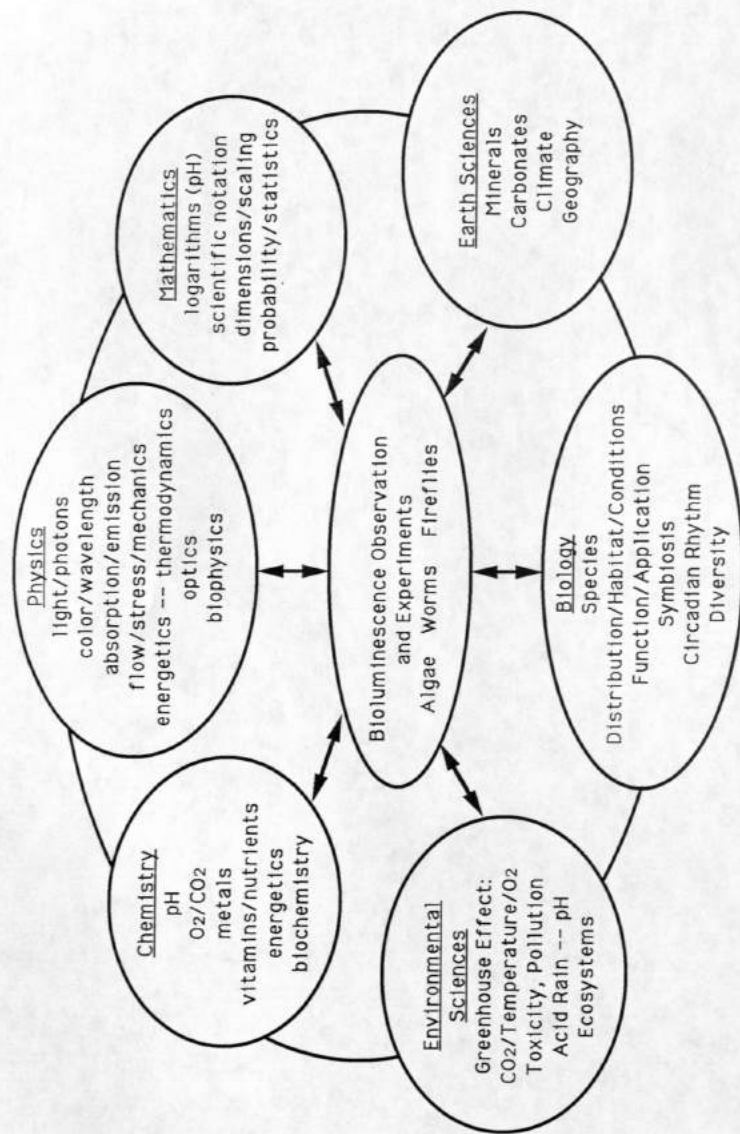 Physics
light/photons
color/wavelength
absorption/emission
flow/stress/mechanics
energetics -- thermodynamics
optics
biophysics
Chemistry
pH
O2/CO2
metals
vitamins/nutrients
energetics
biochemistry
Mathematics
logarithms (pH)
scientific notation
dimensions/scaling
probability/statistics
Bioluminescence Observation
and Experiments
Algae Worms Fireflies
Environmental
Sciences
Greenhouse Effect:
CO2/Temperature/O2
Toxicity, Pollution
Acid Rain -- pH
Ecosystems
Earth Sciences
Minerals
Carbonates
Climate
Geography
Biology
Species
Distribution/Habitat/Conditions
Function/Application
Symbiosis
Circadian Rhythm
Diversity